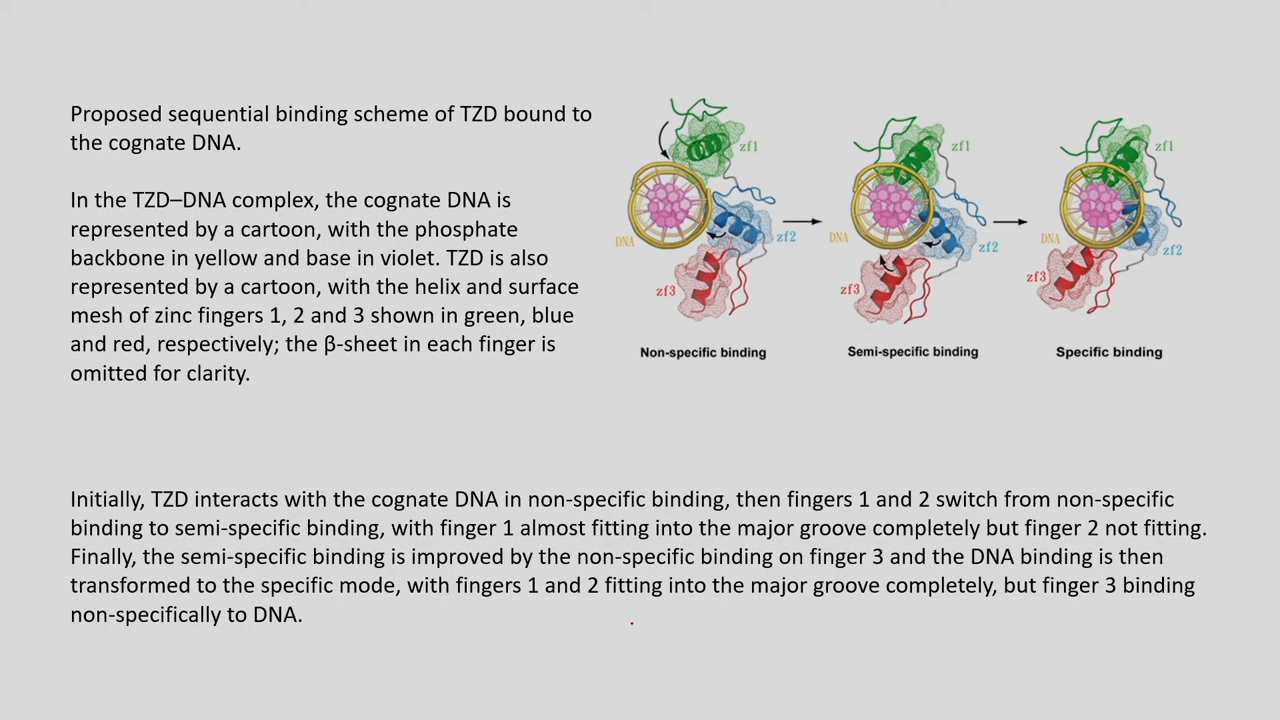 Proposed sequential binding scheme of TZD bound to
the cognate DNA.
In the TZD–DNA complex, the cognate DNA is
represented by a cartoon, with the phosphate
backbone in yellow and base in violet. TZD is also
represented by a cartoon, with the helix and surface
mesh of zinc fingers 1, 2 and 3 shown in green, blue
and red, respectively; the β-sheet in each finger is
omitted for clarity.
zf1
DNA
zf2
zf3
Non-specific binding
zf1
DNA
zf2
zf3
Semi-specific binding
zf1
DNA
zf2
zf3
Specific binding
Initially, TZD interacts with the cognate DNA in non-specific binding, then fingers 1 and 2 switch from non-specific
binding to semi-specific binding, with finger 1 almost fitting into the major groove completely but finger 2 not fitting.
Finally, the semi-specific binding is improved by the non-specific binding on finger 3 and the DNA binding is then
transformed to the specific mode, with fingers 1 and 2 fitting into the major groove completely, but finger 3 binding
non-specifically to DNA.